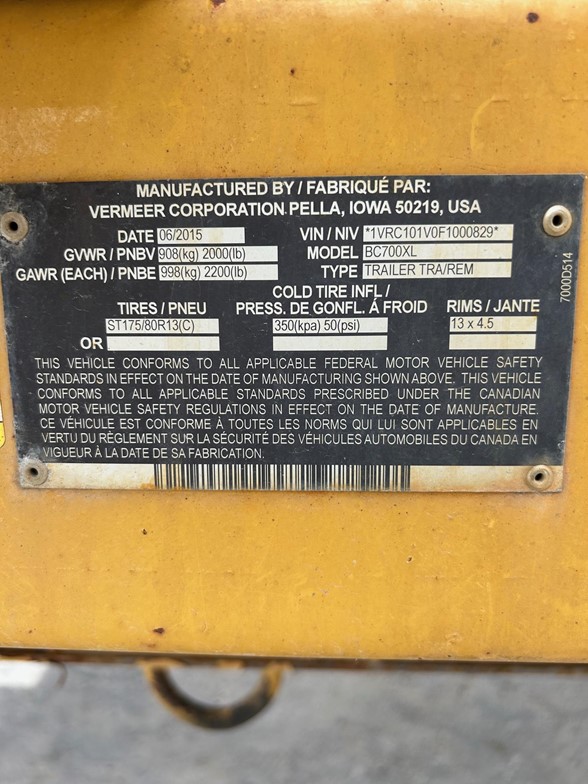 MANUFACTURED BY / FABRIQUÉ PAR:
VERMEER CORPORATION PELLA, IOWA 50219, USA
DATE 06/2015 VIN / NIV *1VRC101V0F1000829*
GVWR / PNBV 908(kg) 2000(lb) MODEL BC700XL
GAWR (EACH) / PNBE 998(kg) 2200(lb) TYPE TRAILER TRA/REM
COLD TIRE INFL /
TIRES / PNEU PRESS. DE GONFL. Á FROID RIMS / JANTE
ST175/80R13(C) 350(kpa) 50(psi) 13 x 4.5
OR
THIS VEHICLE CONFORMS TO ALL APPLICABLE FEDERAL MOTOR VEHICLE SAFETY
STANDARDS IN EFFECT ON THE DATE OF MANUFACTURING SHOWN ABOVE. THIS VEHICLE
CONFORMS TO ALL APPLICABLE STANDARDS PRESCRIBED UNDER THE CANADIAN
MOTOR VEHICLE SAFETY REGULATIONS IN EFFECT ON THE DATE OF MANUFACTURE.
CE VÉHICULE EST CONFORME À TOUTES LES NORMS QUI LUI SONT APPLICABLES EN
VERTU DU RÉGLEMENT SUR LA SÉCURITÉ DES VÉHICULES AUTOMOBILES DU CANADA EN
VIGUEUR À LA DATE DE SA FABRICATION.
7000D514